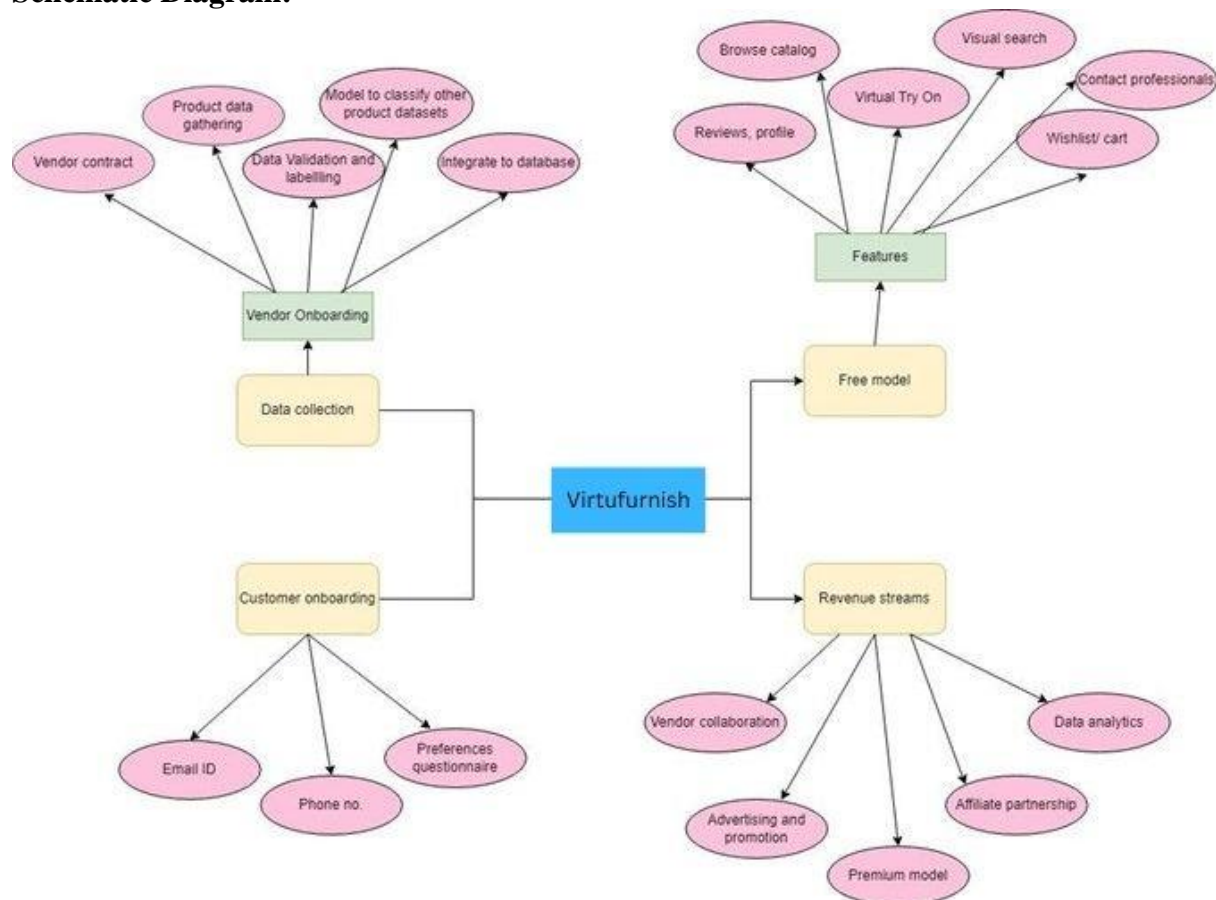 Schematic Diagram:
Browse catalog
Visual search
Contact professionals
Virtual Try On
Reviews, profile
Wishlist/ cart
Product data
gathering
Model to classify other
product datasets
Vendor contract
Data Validation and
labellling
Integrate to database
Features
Vendor Onboarding
Free model
Data collection
Virtufurnish
Customer onboarding
Revenue streams
Email ID
Phone no.
Preferences
questionnaire
Vendor collaboration
Data analytics
Advertising and
promotion
Affiliate partnership
Premium model